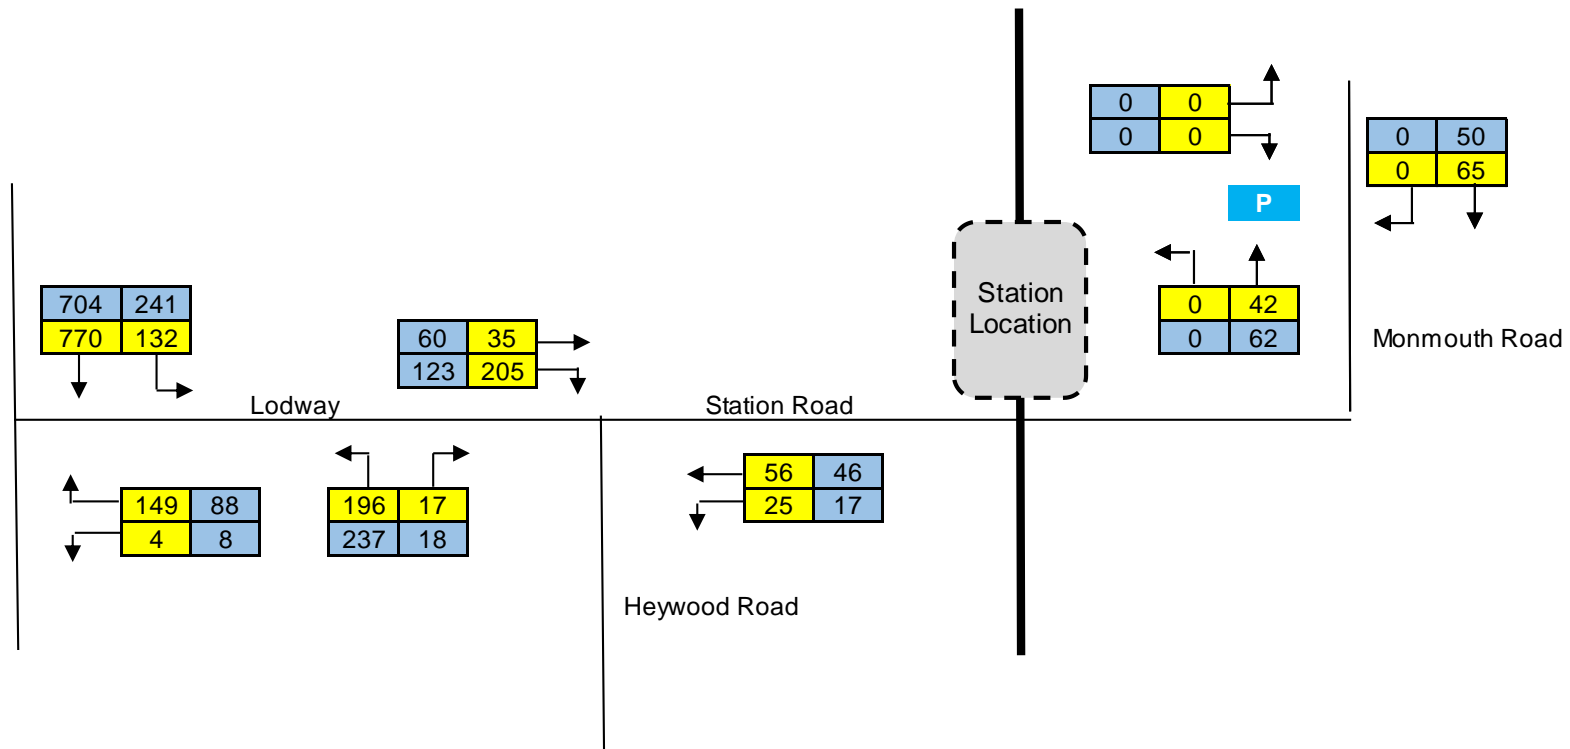 0 0
0 0
0 50
0 65
P
704 241
770 132
60 35
123 205
Station
Location
0 42
0 62
Monmouth Road
Lodway
Station Road
149 88
4 8
196 17
237 18
56 46
25 17
Heywood Road